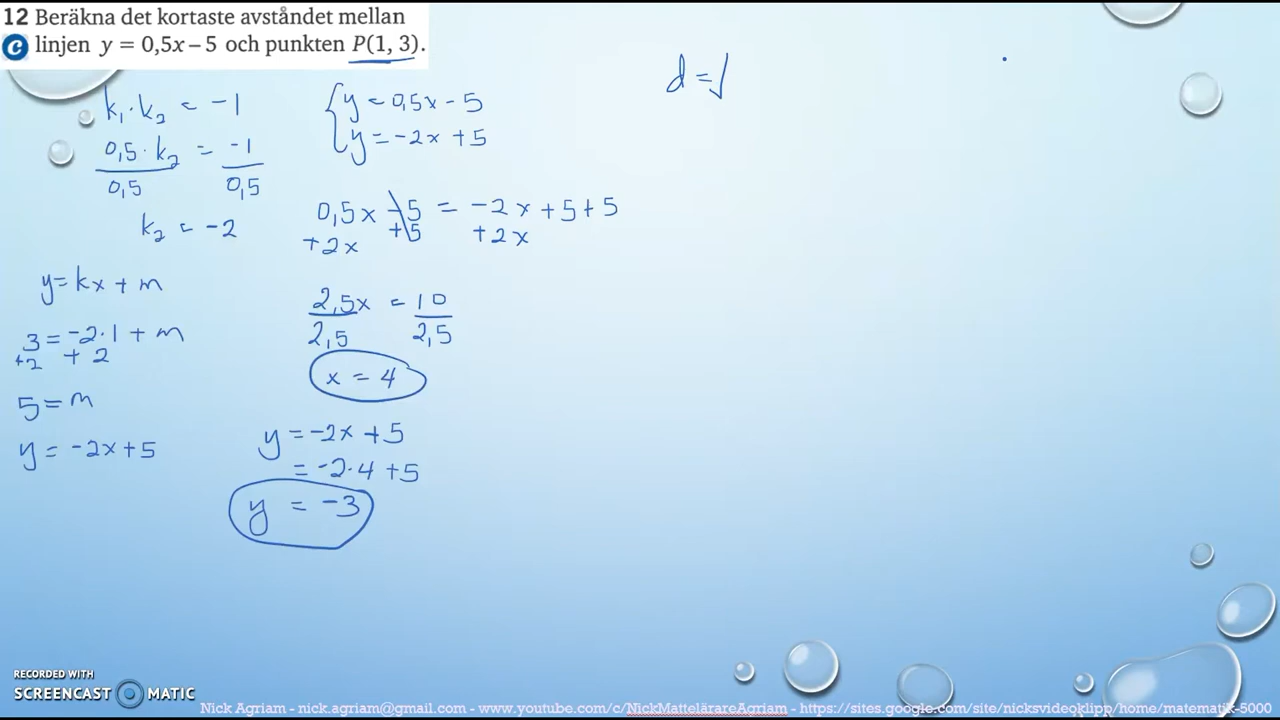 12 Beräkna det kortaste avståndet mellan
C linjen y = 0,5x – 5 och punkten P(1, 3).
k₁·k₂ = -1
0,5·k₂/0,5 = -1/0,5
k₂ = -2
y = kx + m
3 = -2·1 + m
+2 +2
5 = m
y = -2x + 5
{y = 0,5x - 5
y = -2x + 5
0,5x - 5 = -2x + 5 + 5
+2x +5 +2x
2,5x/2,5 = 10/2,5
x = 4
y = -2x + 5
= -2·4 + 5
y = -3
d = √
RECORDED WITH
SCREENCAST MATIC
Nick Agriam - nick.agriam@gmail.com - www.youtube.com/c/NickMattelärareAgriam - https://sites.google.com/site/nicksvideoklipp/home/matematik-5000